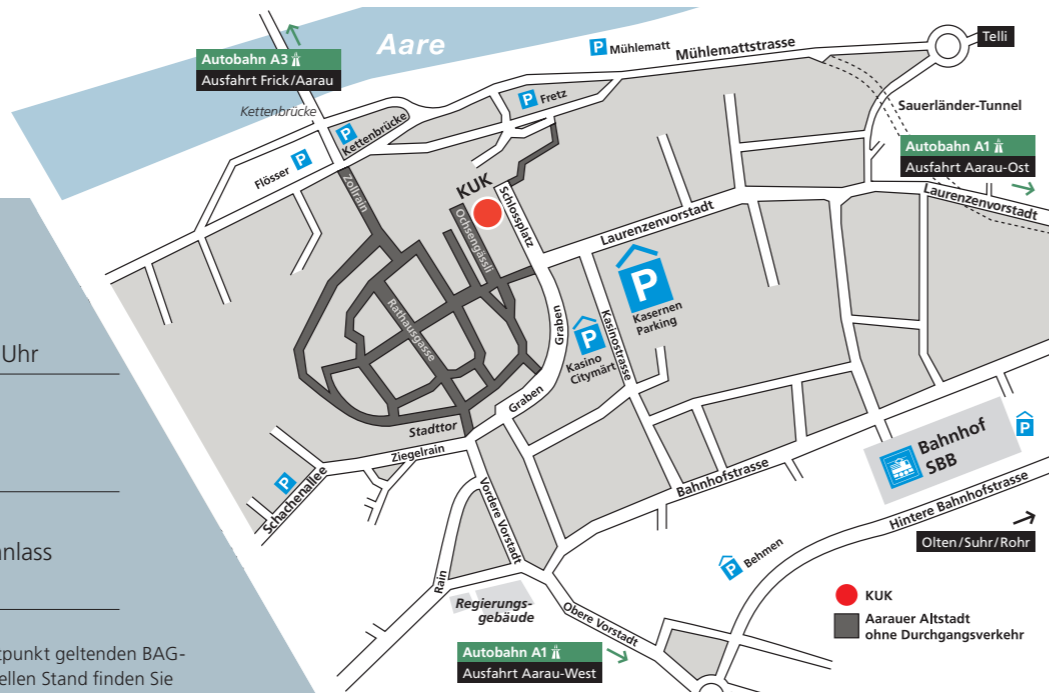 Aare
Autobahn A3
Ausfahrt Frick/Aarau
Kettenbrücke
P
Mühlematt
Mühlemattstrasse
Telli
P
Fretz
P
Kettenbrücke
Flösser
P
Sauerländer-Tunnel
Autobahn A1
Ausfahrt Aarau-Ost
Laurenzenvorstadt
Zollrain
KUK
Schlossplatz
Ochsengässli
Laurenzenvorstadt
P
Kasernen
Parking
Rathausgasse
Graben
P
Kasino
Citymärt
Kasinostrasse
Graben
Stadttor
Ziegelrain
P
Schachenallee
Vordere Vorstadt
Bahnhofstrasse
Bahnhof
SBB
P
Hintere Bahnhofstrasse
Olten/Suhr/Rohr
P
Behmen
Rain
Regierungs-
gebäude
Obere Vorstadt
Autobahn A1
Ausfahrt Aarau-West
KUK
Aarauer Altstadt
ohne Durchgangsverkehr
Uhr
nlass
punkt geltenden BAG-
ellen Stand finden Sie